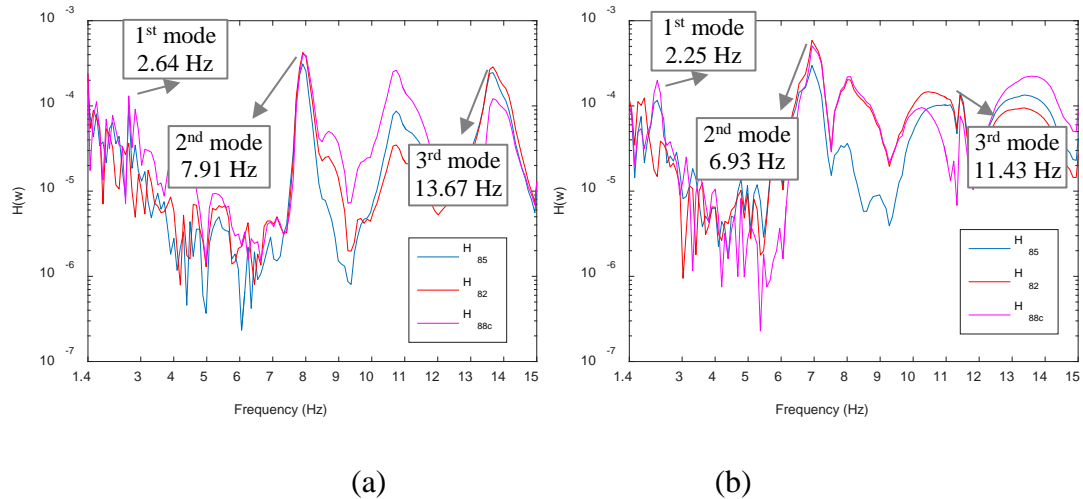 10 -3
10 -4
10 -5
10 -6
10 -7
H(w)
1st mode
2.64 Hz
2nd mode
7.91 Hz
3rd mode
13.67 Hz
H 85
H 82
H 88c
1.4 3 4 5 6 7 8 9 10 11 12 13 14 15
Frequency (Hz)
(a)
10 -3
10 -4
10 -5
10 -6
10 -7
H(w)
1st mode
2.25 Hz
2nd mode
6.93 Hz
3rd mode
11.43 Hz
H 85
H 82
H 88c
1.4 3 4 5 6 7 8 9 10 11 12 13 14 15
Frequency (Hz)
(b)